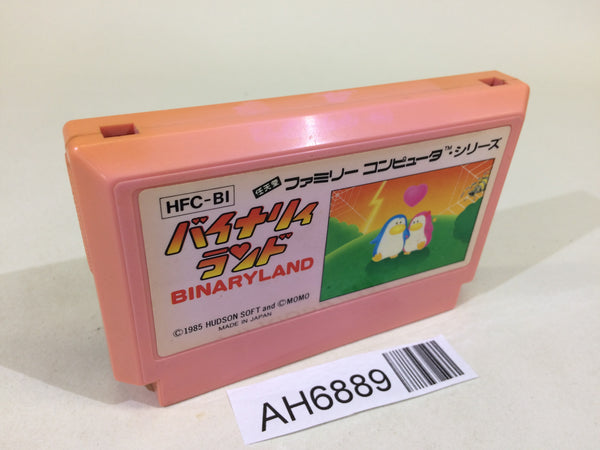 HFC-BI
任天堂 ファミリー コンピュータ™・シリーズ
バイナリィ
ランド
BINARYLAND
©1985 HUDSON SOFT and ©MOMO
MADE IN JAPAN
AH6889